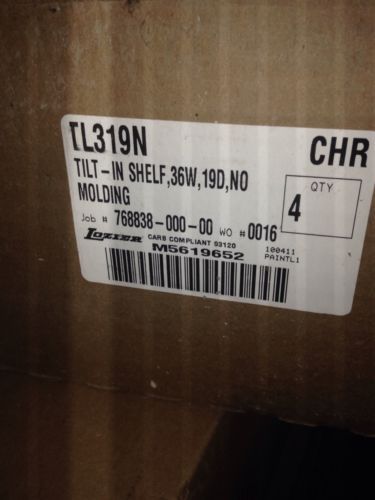 TL319N CHR
TILT-IN SHELF,36W,19D,NO
MOLDING
QTY
4
Job # 768838-000-00 WO #0016
LOZIER CARB COMPLIANT 93120
M5619652
100411
PAINTL1